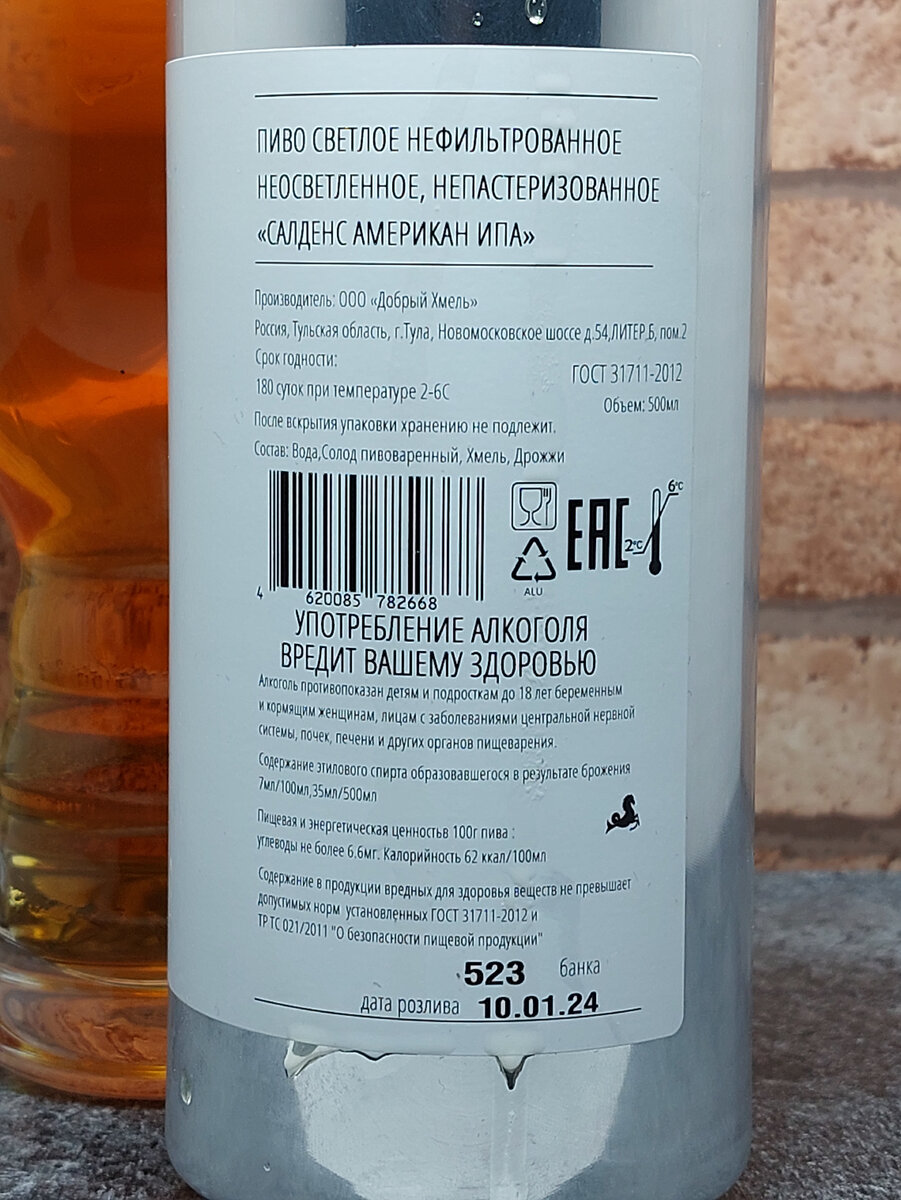 ПИВО СВЕТЛОЕ НЕФИЛЬТРОВАННОЕ
НЕОСВЕТЛЕННОЕ, НЕПАСТЕРИЗОВАННОЕ
«САЛДЕНС АМЕРИКАН ИПА»
Производитель: ООО «Добрый Хмель»
Россия, Тульская область, г.Тула, Новомосковское шоссе д.54,ЛИТЕР,Б, пом.2
Срок годности:
180 суток при температуре 2-6С
ГОСТ 31711-2012
Объем: 500мл
После вскрытия упаковки хранению не подлежит.
Состав: Вода,Солод пивоваренный, Хмель, Дрожжи
4 620085 782668
ALU
EAC
6°C
2°C
УПОТРЕБЛЕНИЕ АЛКОГОЛЯ
ВРЕДИТ ВАШЕМУ ЗДОРОВЬЮ
Алкоголь противопоказан детям и подросткам до 18 лет беременным
и кормящим женщинам, лицам с заболеваниями центральной нервной
системы, почек, печени и других органов пищеварения.
Содержание этилового спирта образовавшегося в результате брожения
7мл/100мл,35мл/500мл
Пищевая и энергетическая ценностьв 100г пива :
углеводы не более 6.6мг. Калорийность 62 ккал/100мл
Содержание в продукции вредных для здоровья веществ не превышает
допустимых норм установленных ГОСТ 31711-2012 и
ТР ТС 021/2011 "О безопасности пищевой продукции"
523 банка
дата розлива 10.01.24